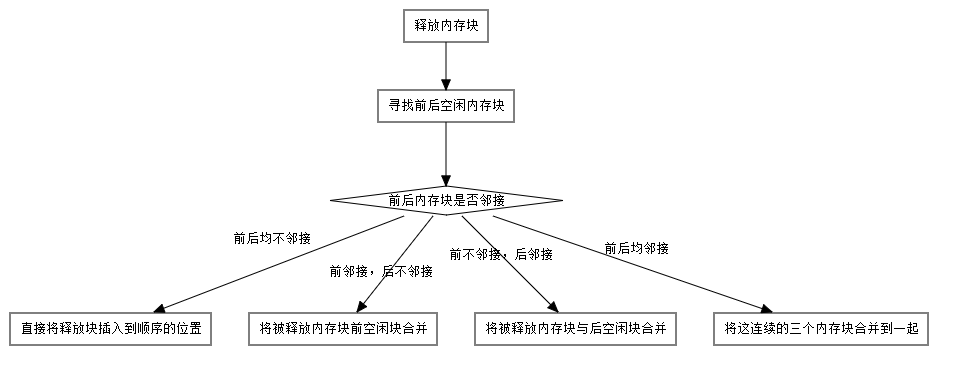 释放内存块
寻找前后空闲内存块
前后内存块是否邻接
前后均不邻接
前邻接，后不邻接
前不邻接，后邻接
前后均邻接
直接将释放块插入到顺序的位置
将被释放内存块前空闲块合并
将被释放内存块与后空闲块合并
将这连续的三个内存块合并到一起